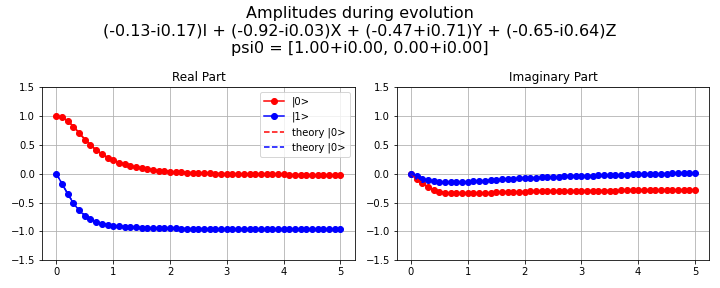 Amplitudes during evolution
(-0.13-i0.17)I + (-0.92-i0.03)X + (-0.47+i0.71)Y + (-0.65-i0.64)Z
psi0 = [1.00+i0.00, 0.00+i0.00]
Real Part
1.5
1.0
0.5
0.0
−0.5
−1.0
−1.5
0 1 2 3 4 5
|0>
|1>
theory |0>
theory |0>
Imaginary Part
1.5
1.0
0.5
0.0
−0.5
−1.0
−1.5
0 1 2 3 4 5